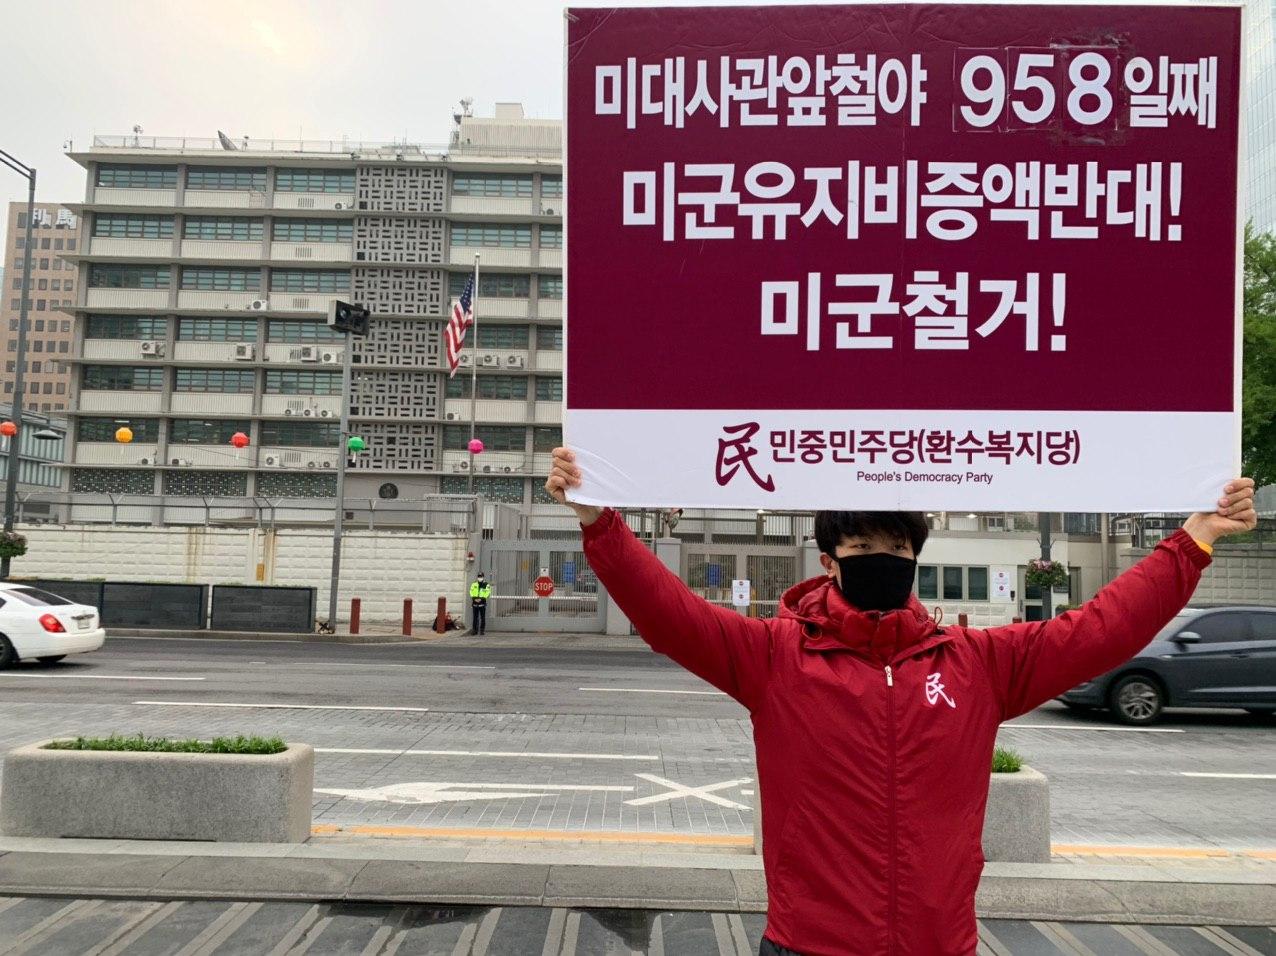 미대사관앞철야 958일째
미군유지비증액반대!
미군철거!
民 민중민주당(환수복지당)
People's Democracy Party
民
STOP